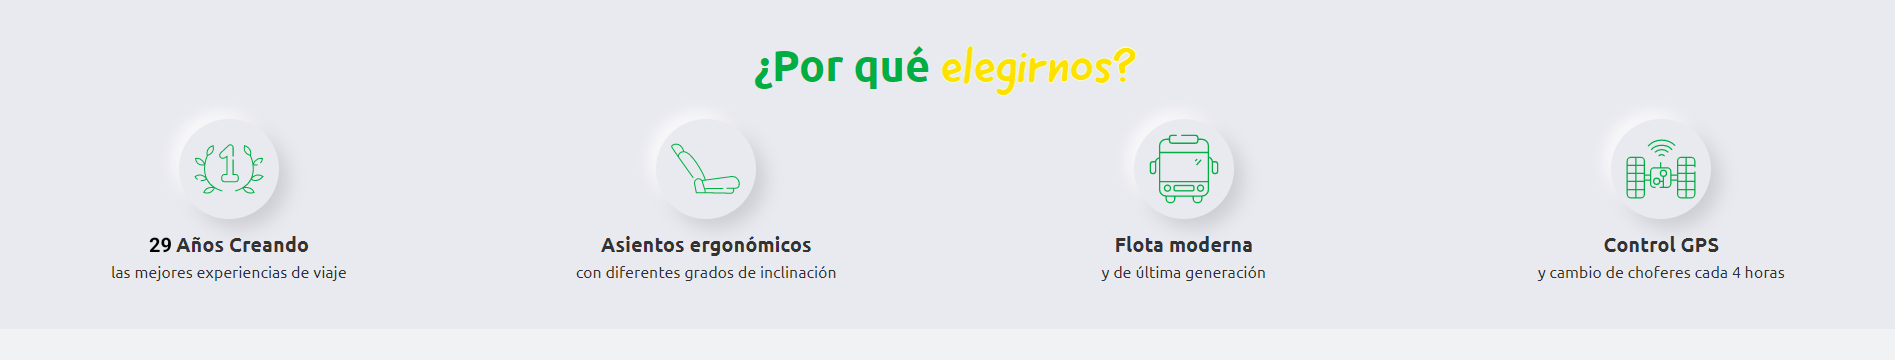 ¿Por qué elegirnos?
1
29 Años Creando
las mejores experiencias de viaje
Asientos ergonómicos
con diferentes grados de inclinación
Flota moderna
y de última generación
Control GPS
y cambio de choferes cada 4 horas